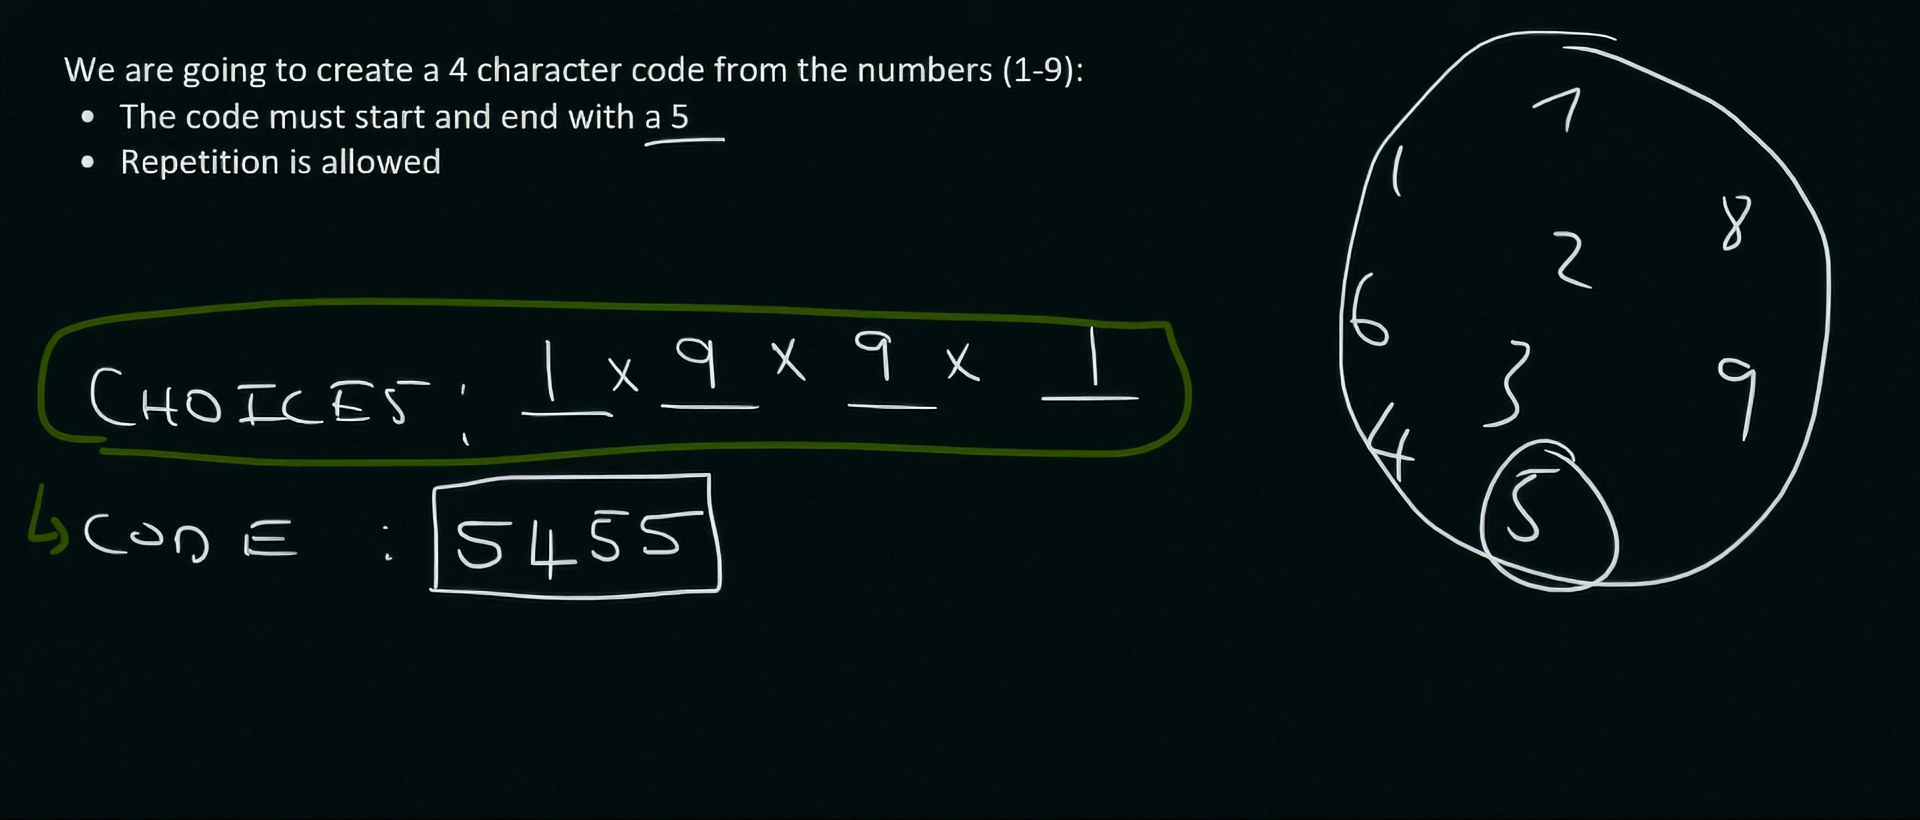 We are going to create a 4 character code from the numbers (1-9):
• The code must start and end with a 5
• Repetition is allowed
CHOICES: 1 x 9 x 9 x 1
CODE : 5455
7
1
8
2
6
3
9
4
5